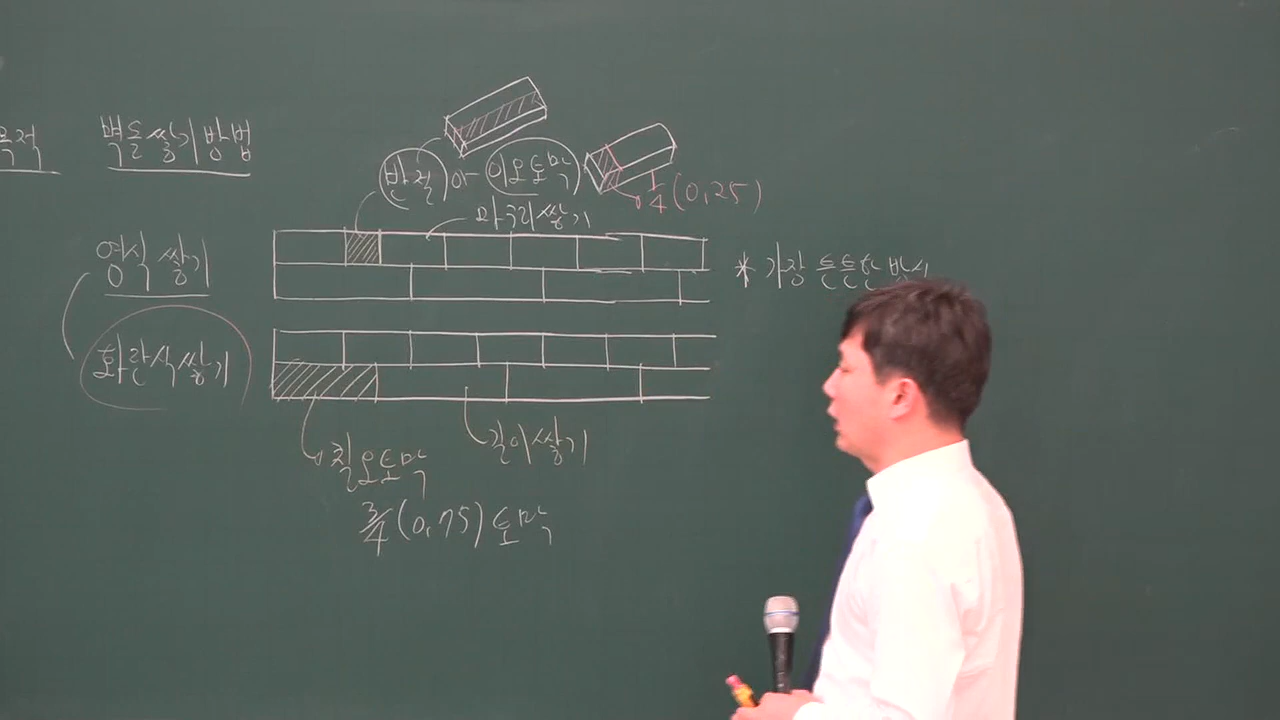 벽돌쌓기방법
반절 or 이오토막
1/4(0,25)
마구리쌓기
영식쌓기
* 가장 튼튼한 방식
화란식쌓기
길이쌓기
칠오토막
3/4(0,75)토막